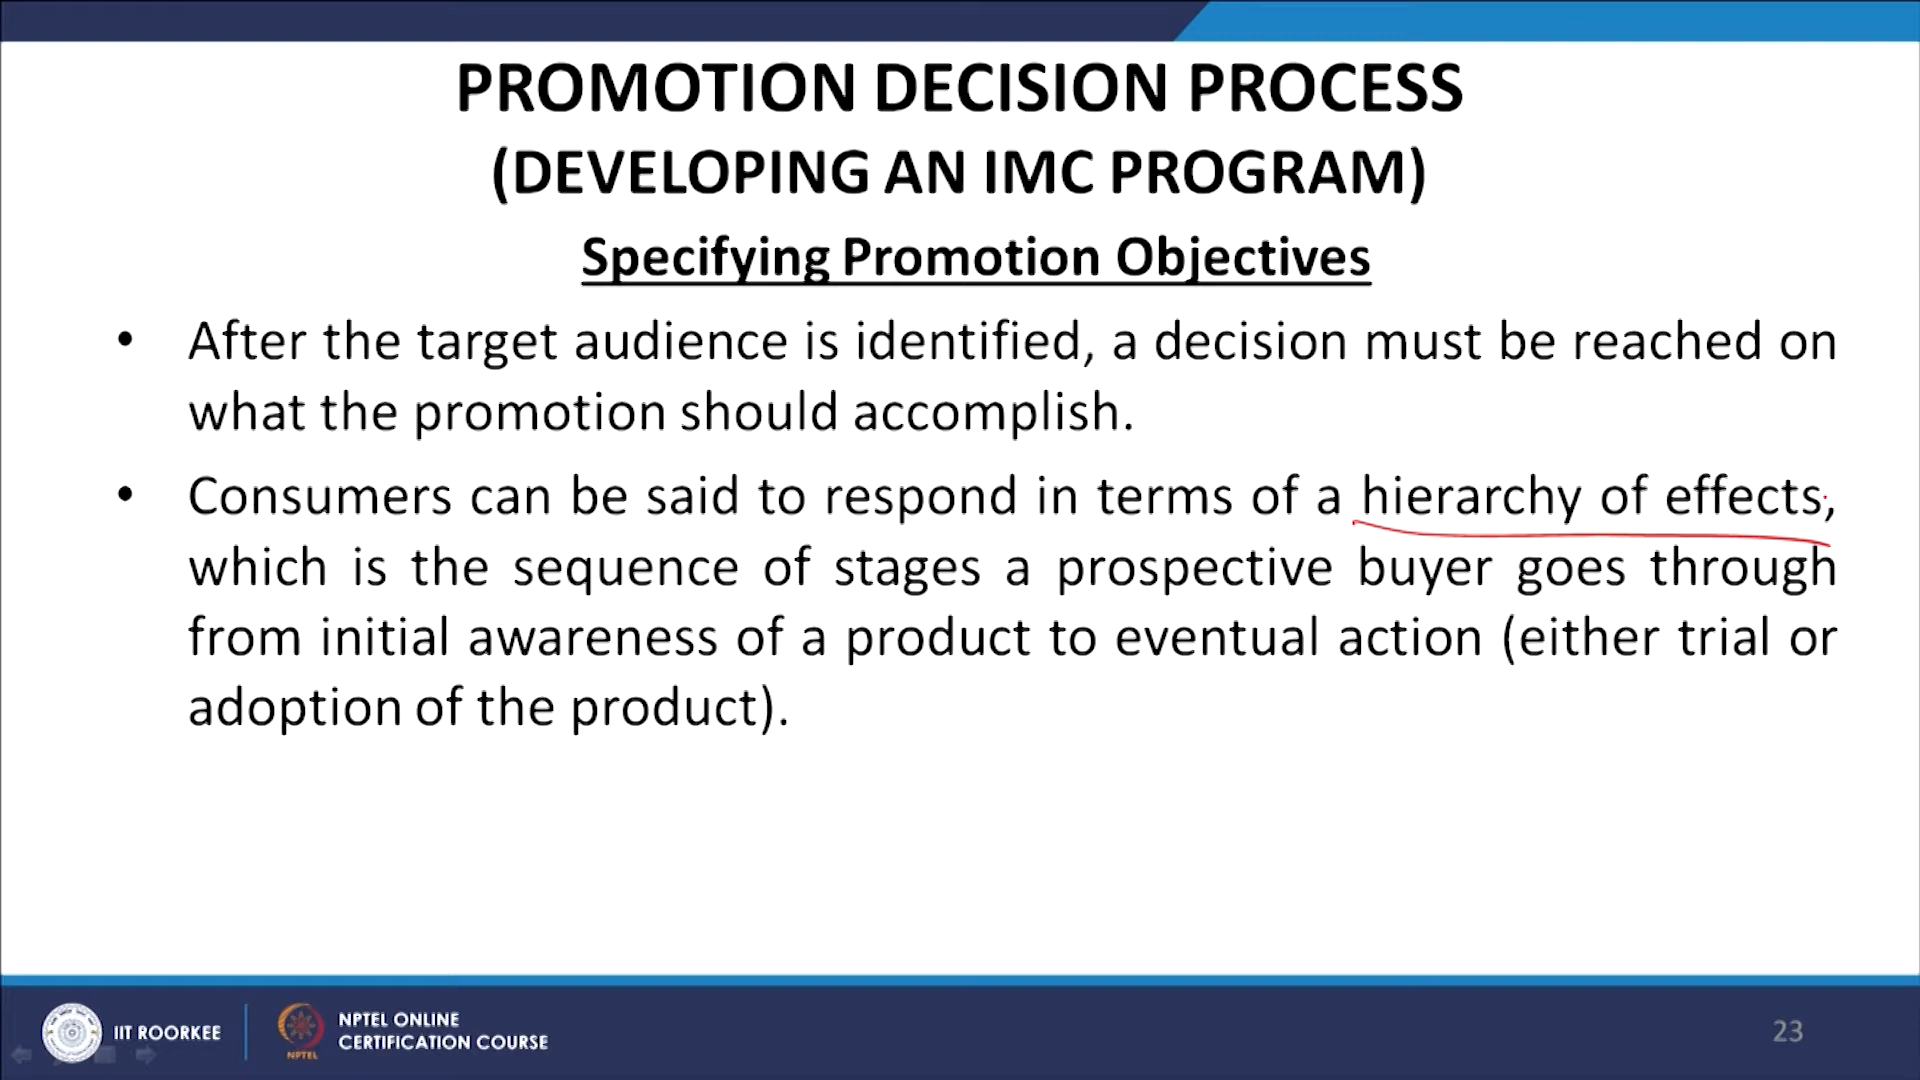 PROMOTION DECISION PROCESS
(DEVELOPING AN IMC PROGRAM)
Specifying Promotion Objectives
• After the target audience is identified, a decision must be reached on
what the promotion should accomplish.
• Consumers can be said to respond in terms of a hierarchy of effects,
which is the sequence of stages a prospective buyer goes through
from initial awareness of a product to eventual action (either trial or
adoption of the product).
IIT ROORKEE
NPTEL
NPTEL ONLINE
CERTIFICATION COURSE
23